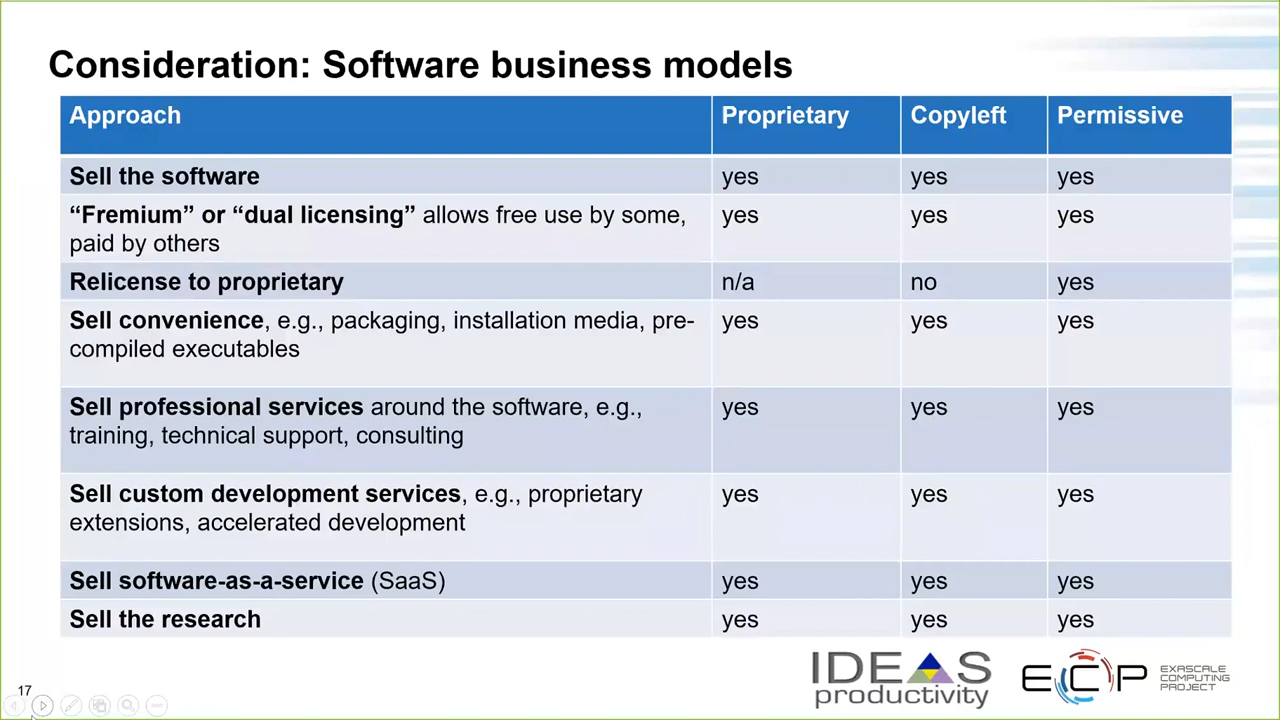 Consideration: Software business models
Approach Proprietary Copyleft Permissive
Sell the software yes yes yes
“Fremium” or “dual licensing” allows free use by some, yes yes yes
paid by others
Relicense to proprietary n/a no yes
Sell convenience, e.g., packaging, installation media, pre- yes yes yes
compiled executables
Sell professional services around the software, e.g., yes yes yes
training, technical support, consulting
Sell custom development services, e.g., proprietary yes yes yes
extensions, accelerated development
Sell software-as-a-service (SaaS) yes yes yes
Sell the research yes yes yes
IDEAS
productivity
ECP
EXASCALE
COMPUTING
PROJECT
17